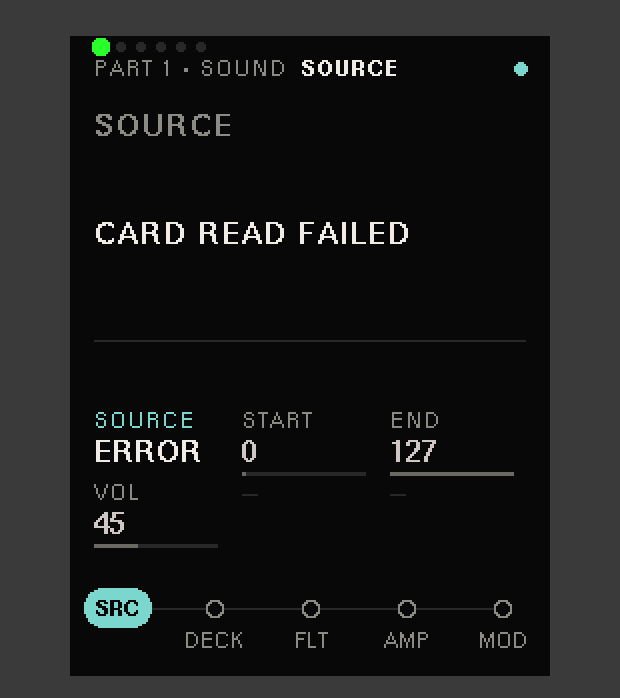 PART 1 • SOUND SOURCE
SOURCE
CARD READ FAILED
SOURCE START END
ERROR 0 127
VOL — —
45
SRC
DECK FLT AMP MOD